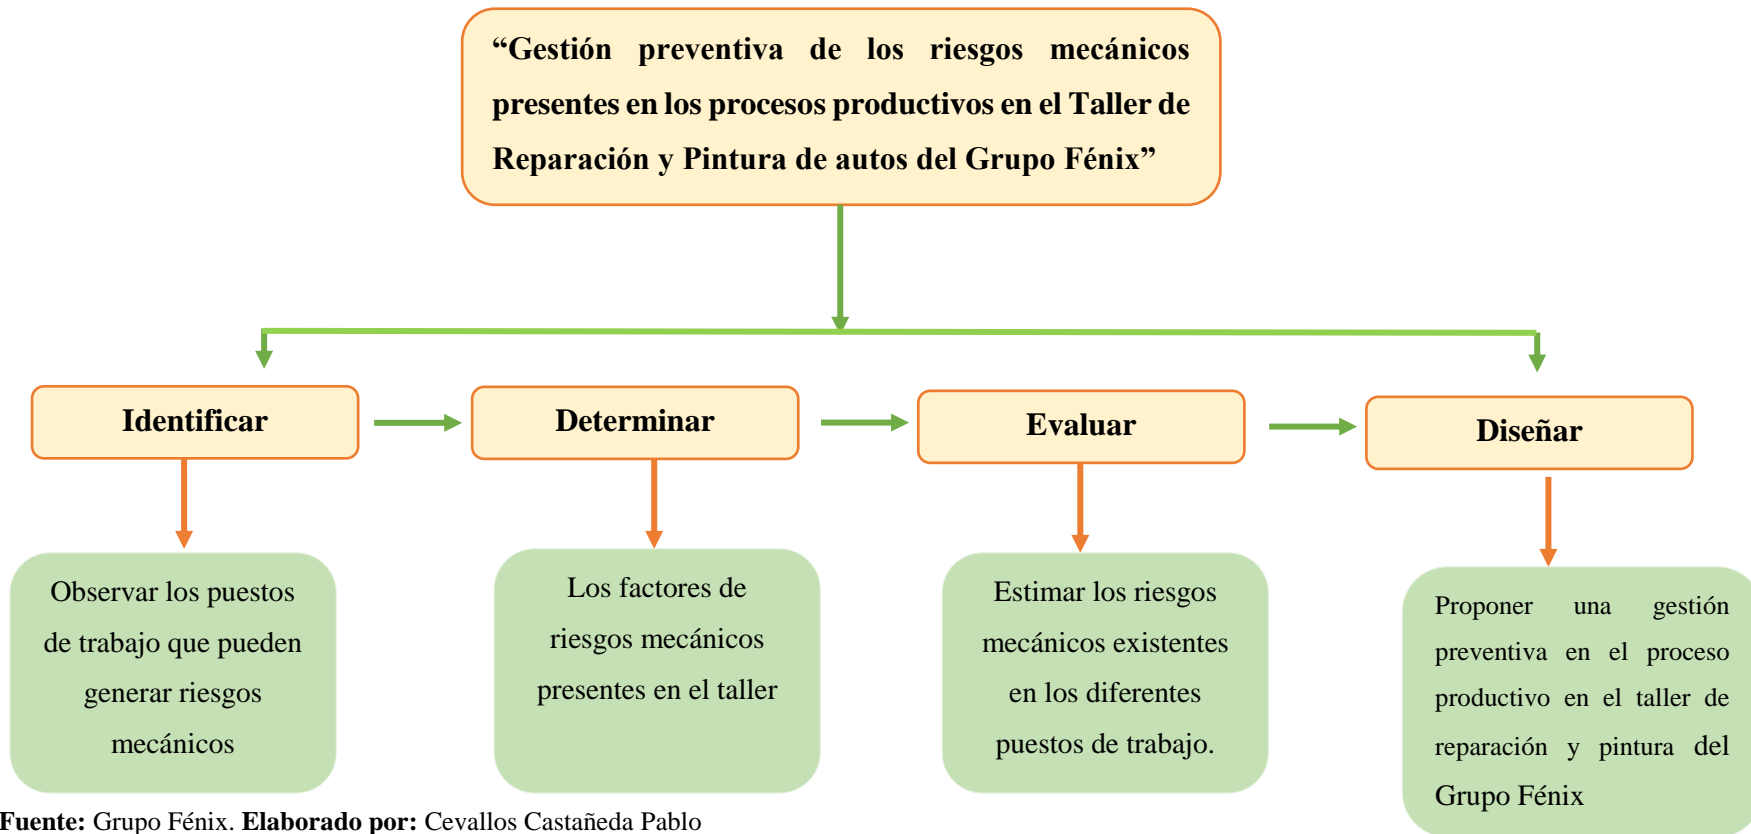 “Gestión preventiva de los riesgos mecánicos
presentes en los procesos productivos en el Taller de
Reparación y Pintura de autos del Grupo Fénix”
Identificar
Determinar
Evaluar
Diseñar
Observar los puestos
de trabajo que pueden
generar riesgos
mecánicos
Los factores de
riesgos mecánicos
presentes en el taller
Estimar los riesgos
mecánicos existentes
en los diferentes
puestos de trabajo.
Proponer una gestión
preventiva en el proceso
productivo en el taller de
reparación y pintura del
Grupo Fénix
Fuente: Grupo Fénix. Elaborado por: Cevallos Castañeda Pablo